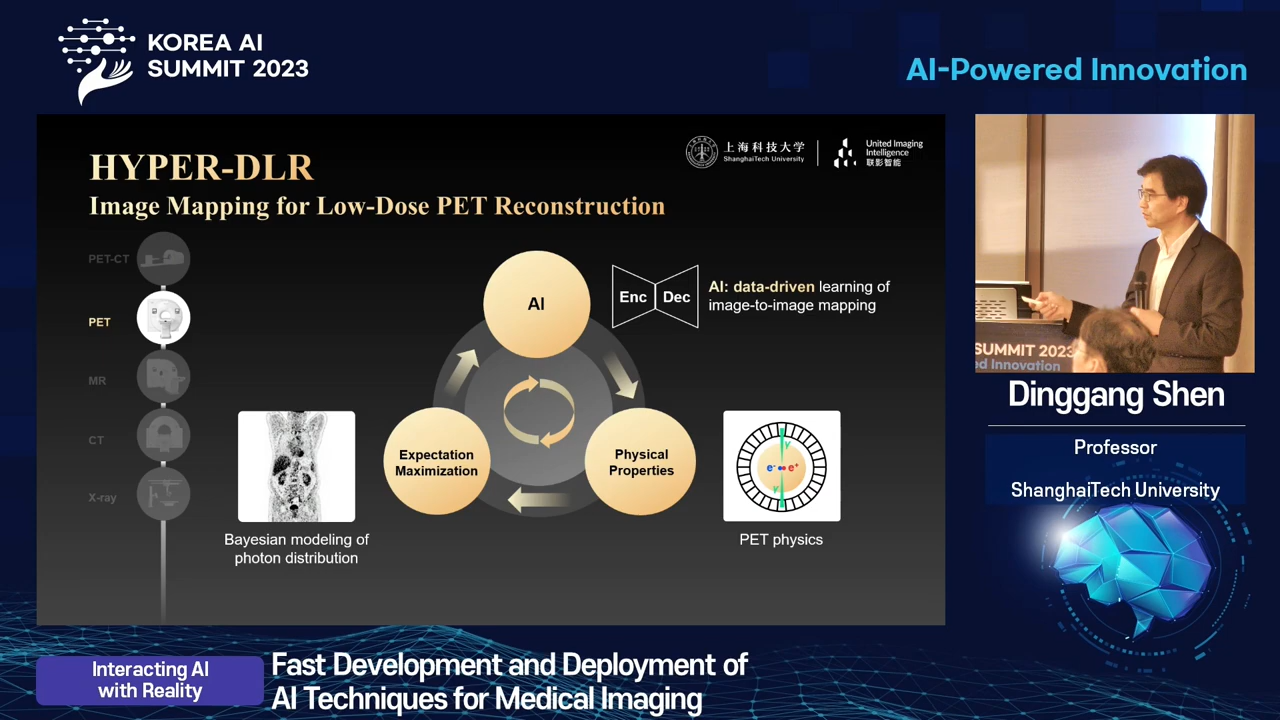 KOREA AI
SUMMIT 2023
AI-Powered Innovation
HYPER-DLR
Image Mapping for Low-Dose PET Reconstruction
上海科技大学
ShanghaiTech University
United Imaging
Intelligence
联影智能
PET-CT
PET
MR
CT
X-ray
AI
Enc
Dec
AI: data-driven learning of
image-to-image mapping
Expectation
Maximization
Physical
Properties
γ
e- e+
γ
Bayesian modeling of
photon distribution
PET physics
SUMMIT 2023
ed Innovation
Dinggang Shen
Professor
ShanghaiTech University
Interacting AI
with Reality
Fast Development and Deployment of
AI Techniques for Medical Imaging